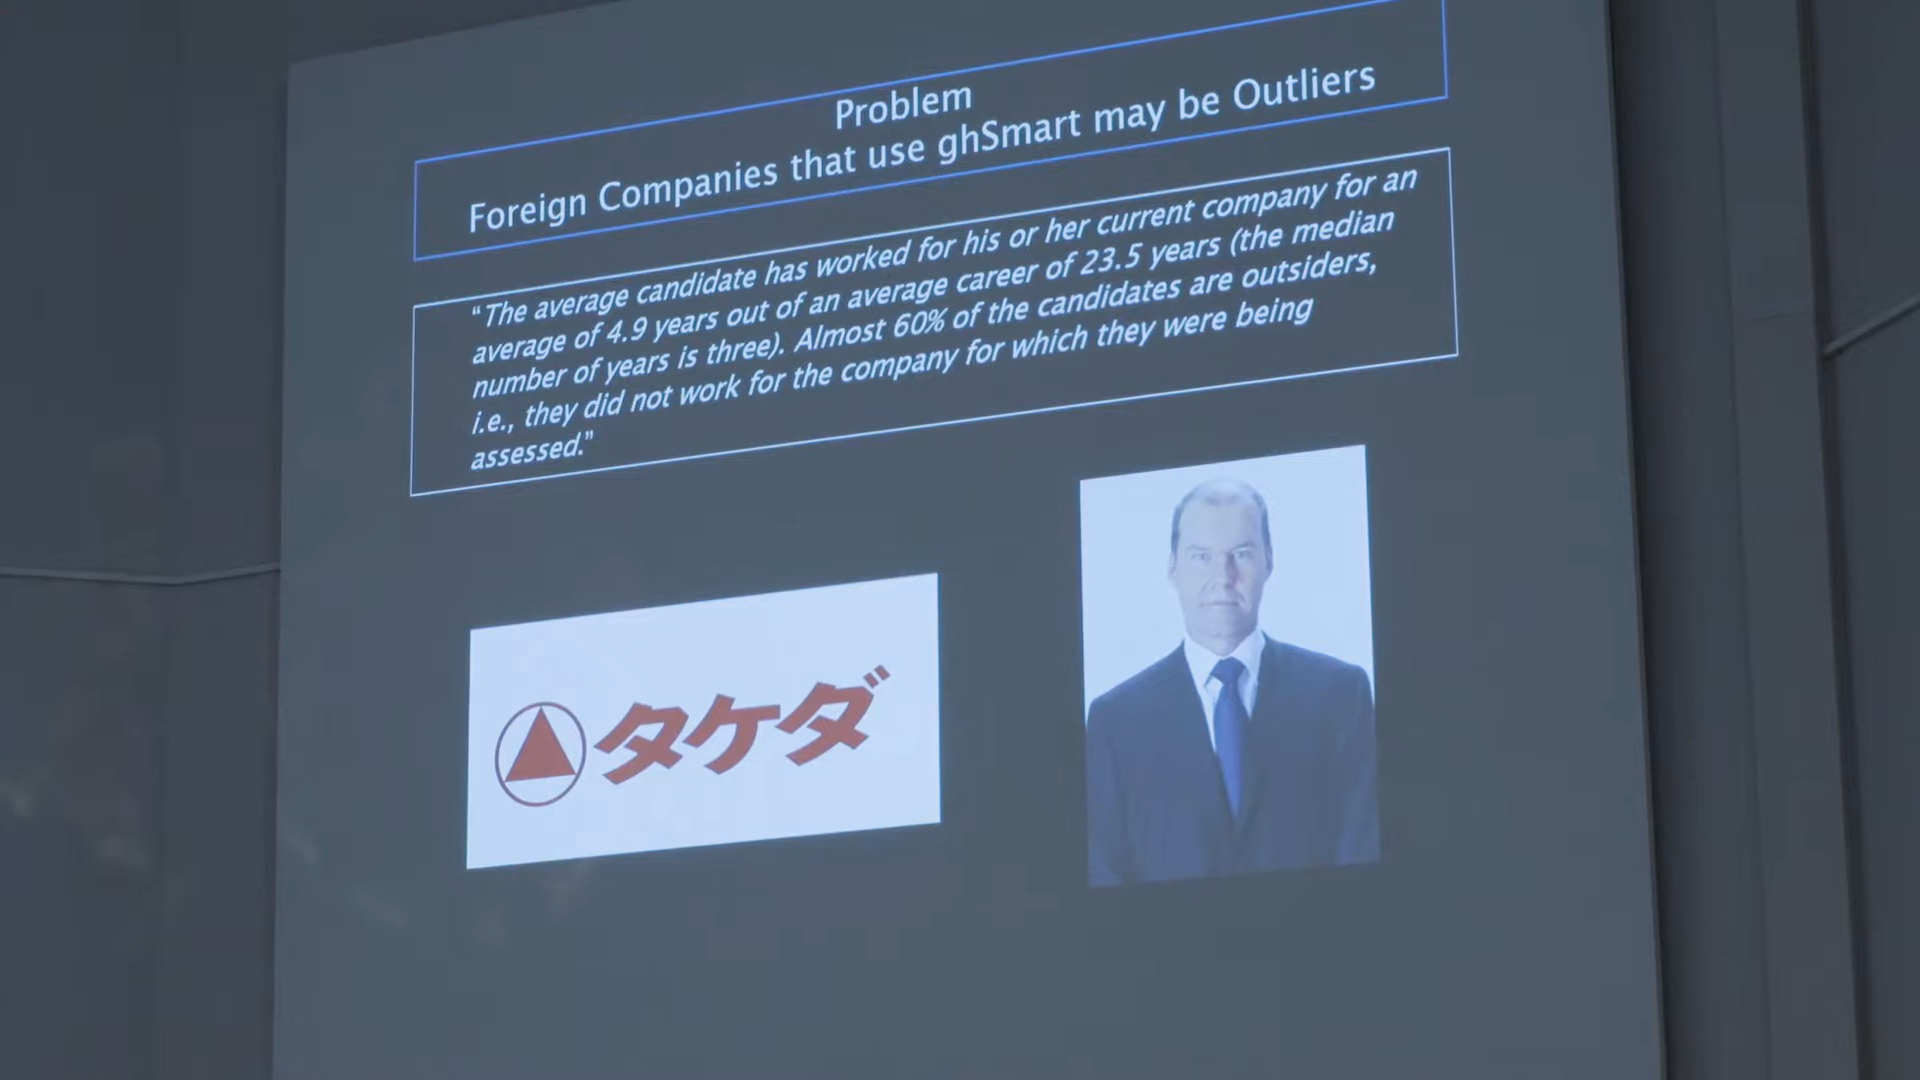 Problem
Foreign Companies that use ghSmart may be Outliers
“The average candidate has worked for his or her current company for an
average of 4.9 years out of an average career of 23.5 years (the median
number of years is three). Almost 60% of the candidates are outsiders,
i.e., they did not work for the company for which they were being
assessed.”
タケダ